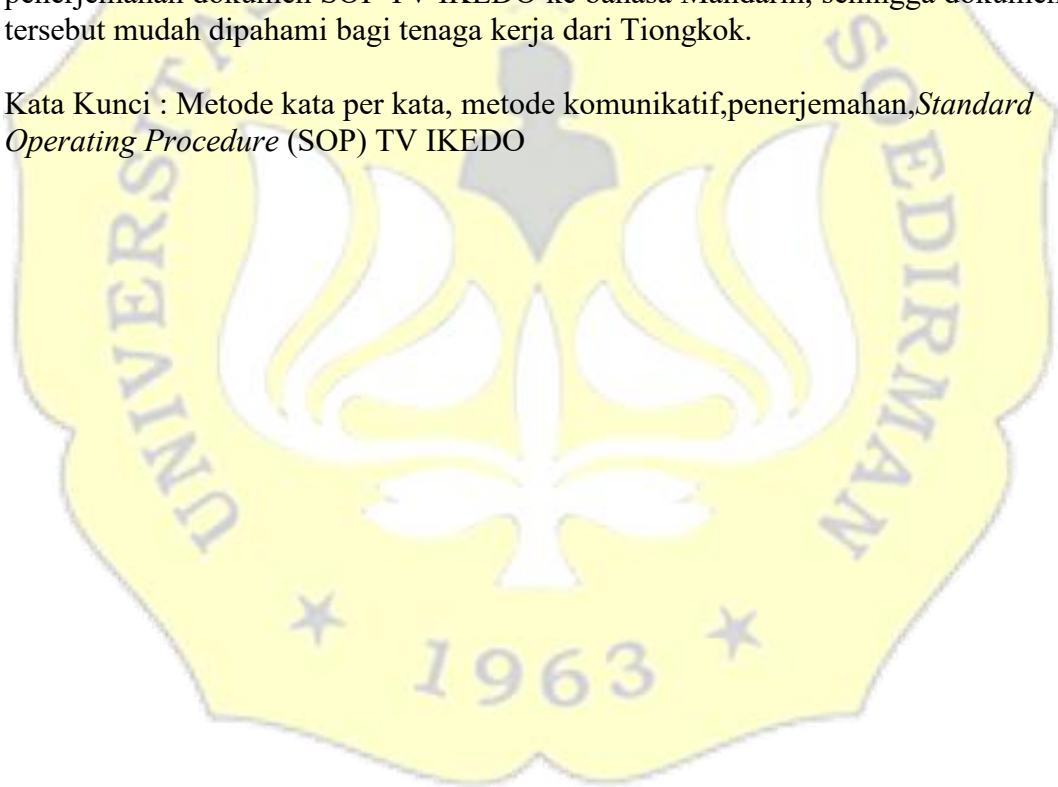 penerjemahan dokumen SOP TV IKEDO ke bahasa Mandarin, sehingga dokumen
tersebut mudah dipahami bagi tenaga kerja dari Tiongkok.
Kata Kunci : Metode kata per kata, metode komunikatif,penerjemahan,Standard
Operating Procedure (SOP) TV IKEDO
SOEDIRMAN
1963